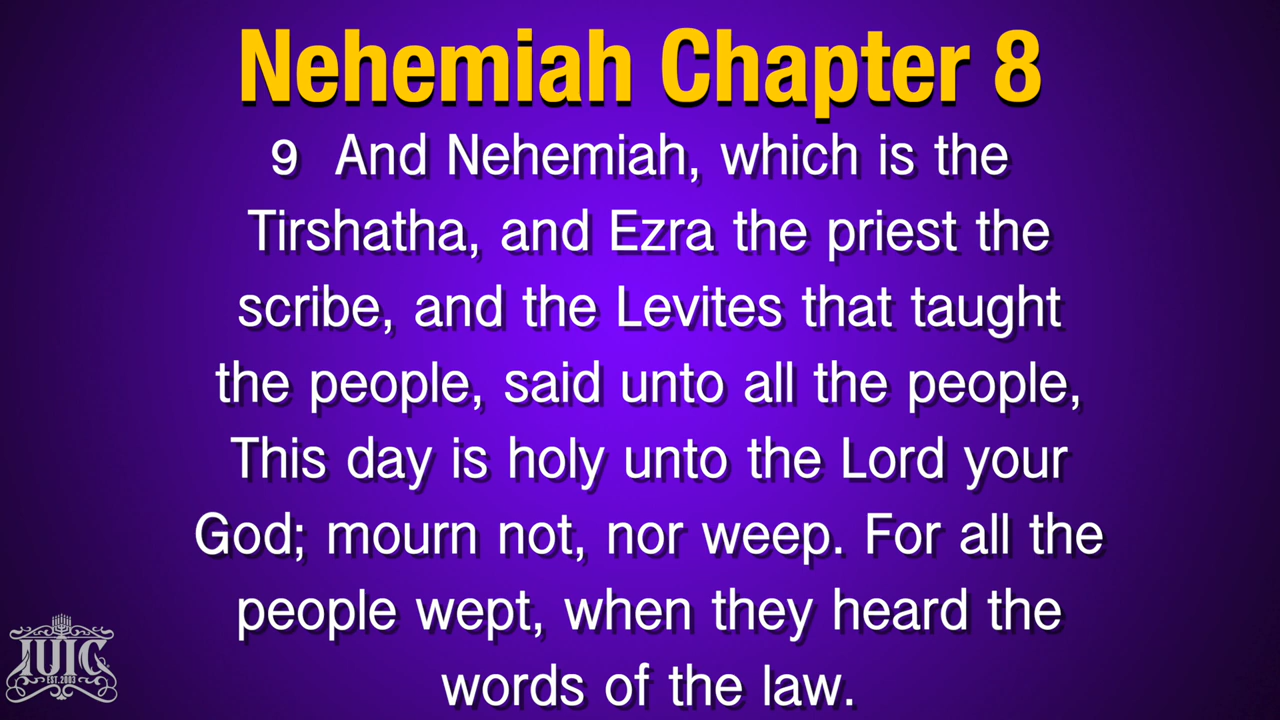 Nehemiah Chapter 8
9 And Nehemiah, which is the
Tirshatha, and Ezra the priest the
scribe, and the Levites that taught
the people, said unto all the people,
This day is holy unto the Lord your
God; mourn not, nor weep. For all the
people wept, when they heard the
words of the law.
IUIC
EST. 2003